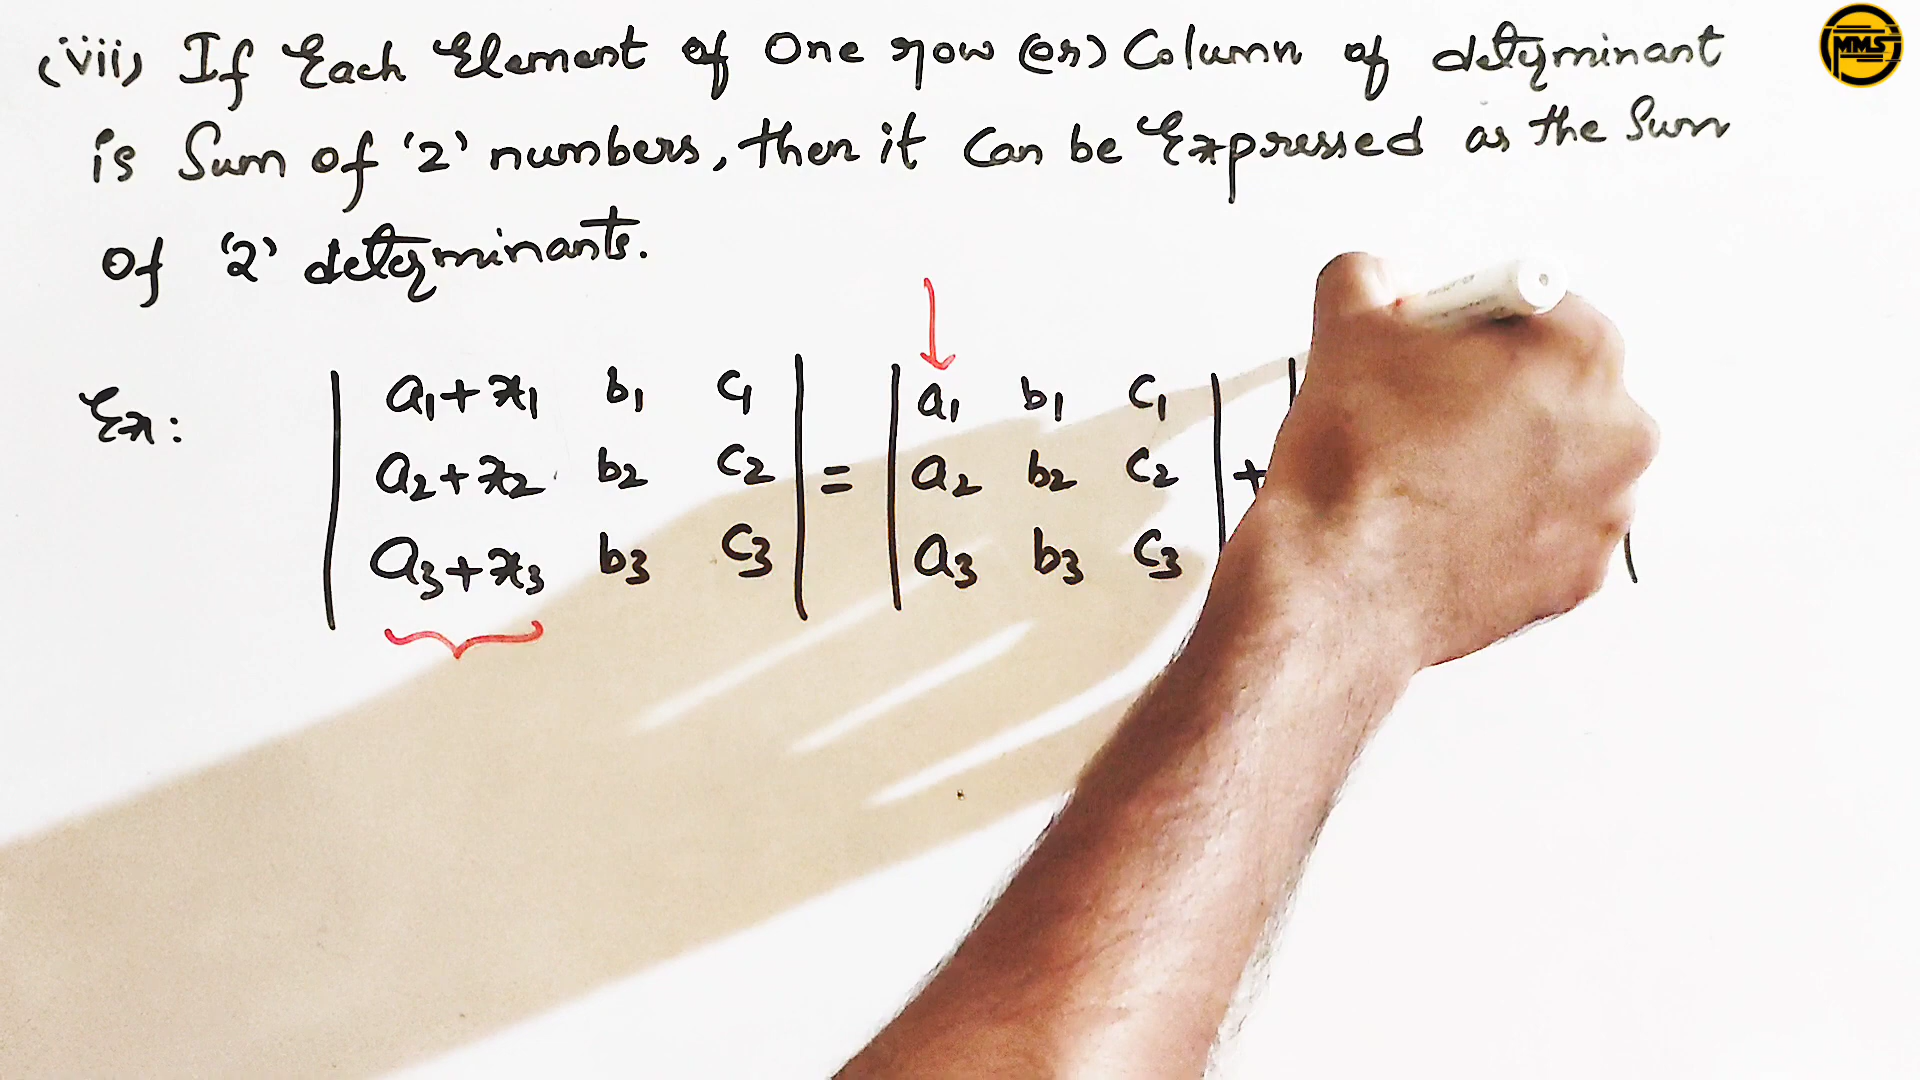 (vii) If Each Element of One row (or) Column of determinant
is Sum of '2' numbers, then it Can be Expressed as the Sum
Of '2' determinants.
Ex: | a₁+x₁ b₁ c₁ | = | a₁ b₁ c₁ | + |
a₂+x₂ b₂ c₂ a₂ b₂ c₂
a₃+x₃ b₃ c₃ a₃ b₃ c₃
MMS